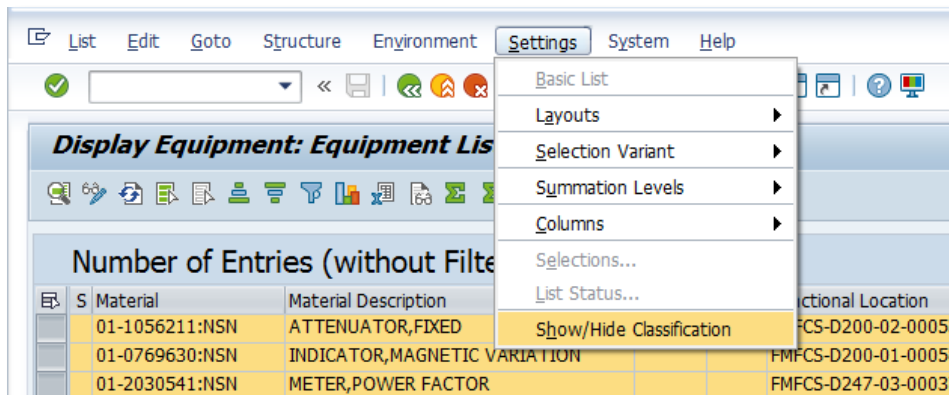 List Edit Goto Structure Environment Settings System Help
Basic List
Layouts
Selection Variant
Summation Levels
Columns
Selections...
List Status...
Show/Hide Classification
Display Equipment: Equipment Lis
Number of Entries (without Filte
S Material Material Description ctional Location
01-1056211:NSN ATTENUATOR,FIXED FMFCS-D200-02-0005
01-0769630:NSN INDICATOR,MAGNETIC VARIATION FMFCS-D200-01-0005
01-2030541:NSN METER,POWER FACTOR FMFCS-D247-03-0003